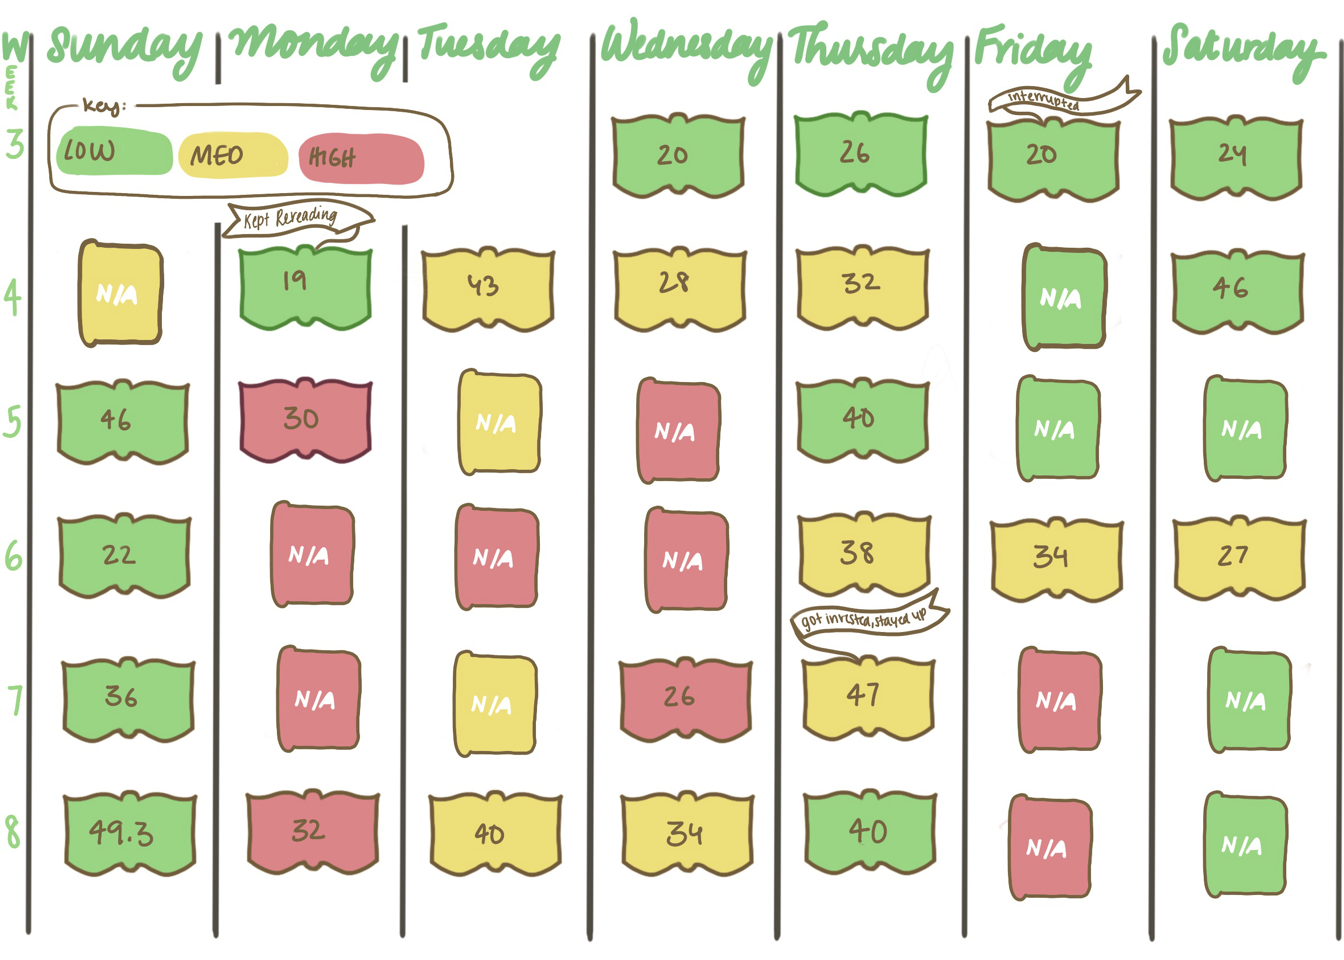 Sunday Monday Tuesday Wednesday Thursday Friday Saturday
WEEK
Key:
LOW MED HIGH
interrupted
3 20 26 20 24
Kept Rereading
4 N/A 19 43 28 32 N/A 46
5 46 30 N/A N/A 40 N/A N/A
6 22 N/A N/A N/A 38 34 27
stayed up
7 36 N/A N/A 26 47 N/A N/A
8 49.3 32 40 34 40 N/A N/A